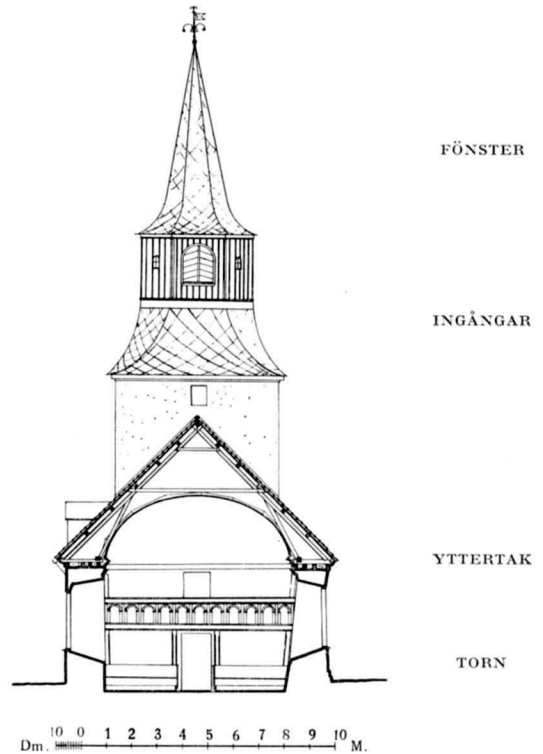 FÖNSTER
INGÅNGAR
YTTERTAK
TORN
Dm. 10 0 1 2 3 4 5 6 7 8 9 10 M.